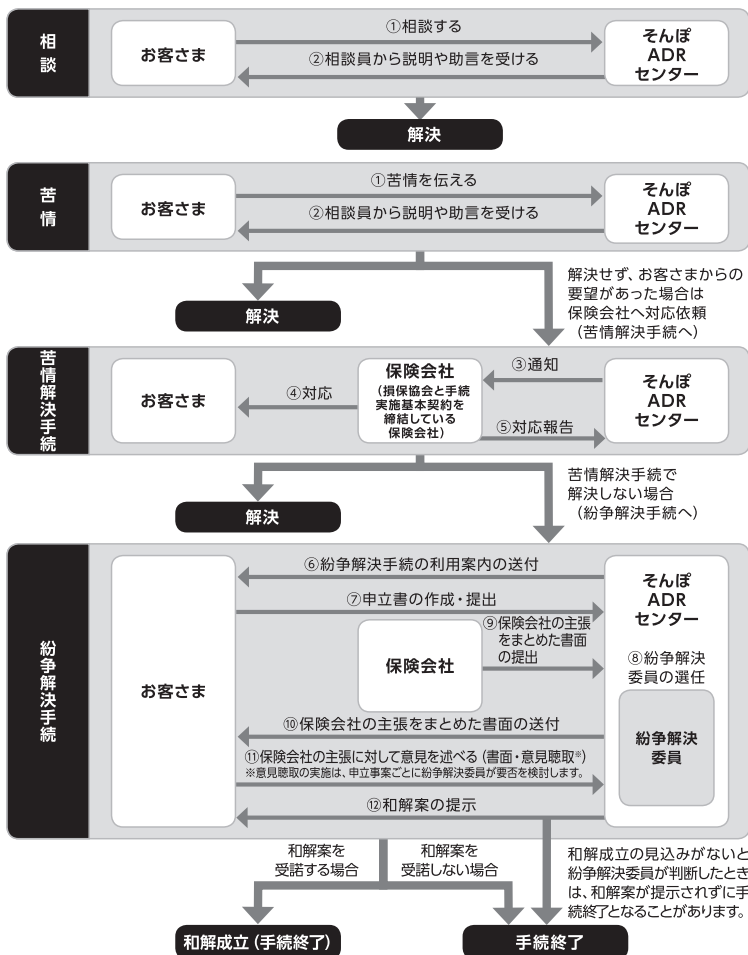 相談
お客さま
①相談する
②相談員から説明や助言を受ける
そんぽ
ADR
センター
解決
苦情
お客さま
①苦情を伝える
②相談員から説明や助言を受ける
そんぽ
ADR
センター
解決
解決せず、お客さまからの
要望があった場合は
保険会社へ対応依頼
(苦情解決手続へ)
苦情解決手続
お客さま
④対応
保険会社
(損保協会と手続
実施基本契約を
締結している
保険会社)
③通知
⑤対応報告
そんぽ
ADR
センター
解決
苦情解決手続で
解決しない場合
(紛争解決手続へ)
紛争解決手続
お客さま
⑥紛争解決手続の利用案内の送付
⑦申立書の作成・提出
保険会社
⑨保険会社の主張
をまとめた書面
の提出
そんぽ
ADR
センター
⑧紛争解決
委員の選任
紛争解決
委員
⑩保険会社の主張をまとめた書面の送付
⑪保険会社の主張に対して意見を述べる(書面・意見聴取※)
※意見聴取の実施は、申立事案ごとに紛争解決委員が要否を検討します。
⑫和解案の提示
和解案を
受諾する場合
和解案を
受諾しない場合
和解成立の見込みがないと
紛争解決委員が判断したとき
は、和解案が提示されずに手
続終了となることがあります。
和解成立(手続終了)
手続終了